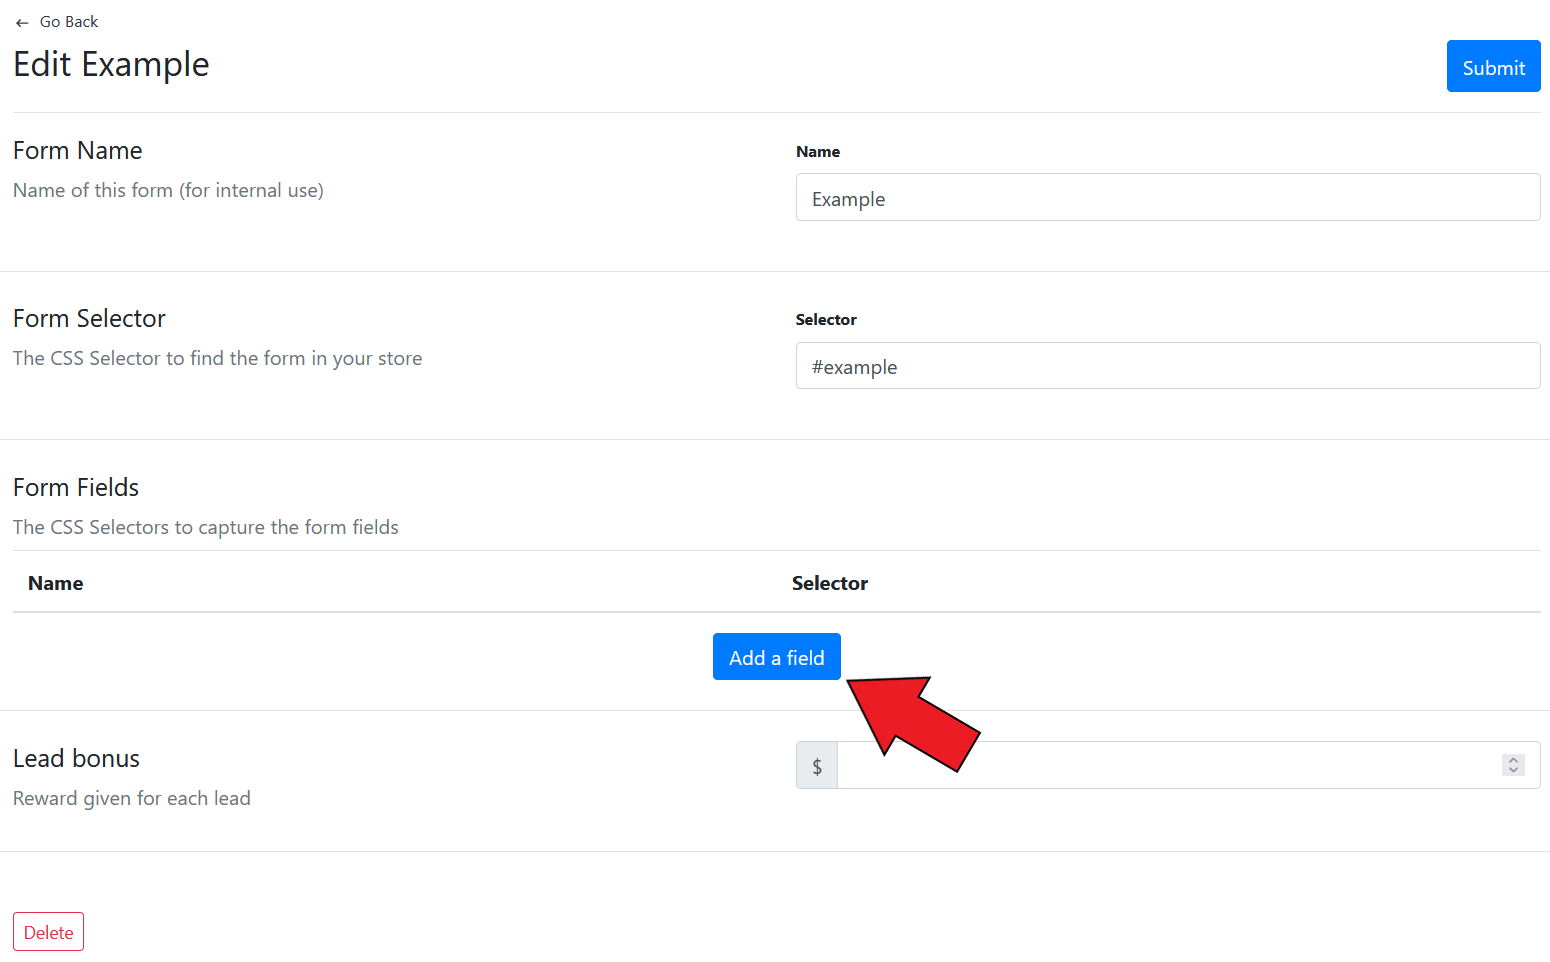 ← Go Back
Edit Example
Submit
Form Name
Name of this form (for internal use)
Name
Example
Form Selector
The CSS Selector to find the form in your store
Selector
#example
Form Fields
The CSS Selectors to capture the form fields
Name Selector
Add a field
Lead bonus
Reward given for each lead
$
Delete